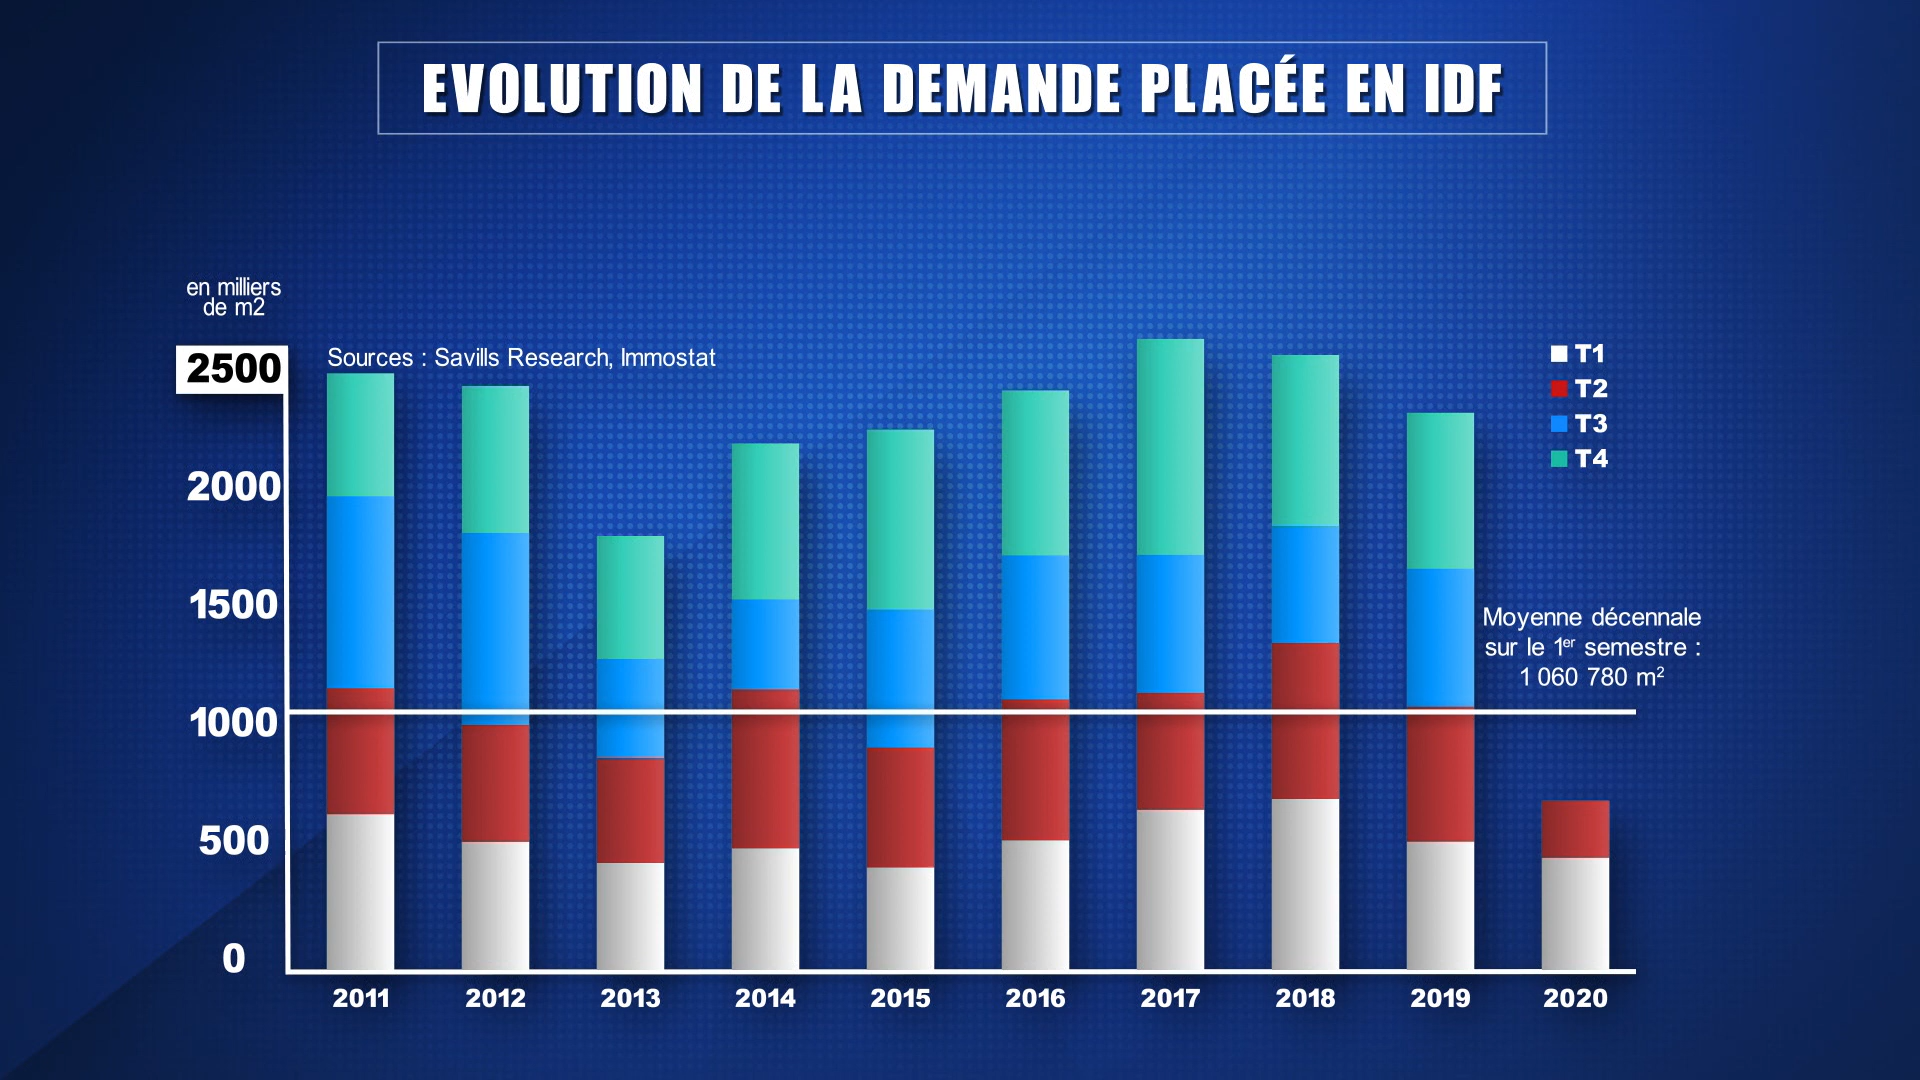 EVOLUTION DE LA DEMANDE PLACÉE EN IDF
en milliers
de m2
2500
Sources : Savills Research, Immostat
T1
T2
T3
T4
2000
1500
Moyenne décennale
sur le 1er semestre :
1 060 780 m²
1000
500
0
2011 2012 2013 2014 2015 2016 2017 2018 2019 2020